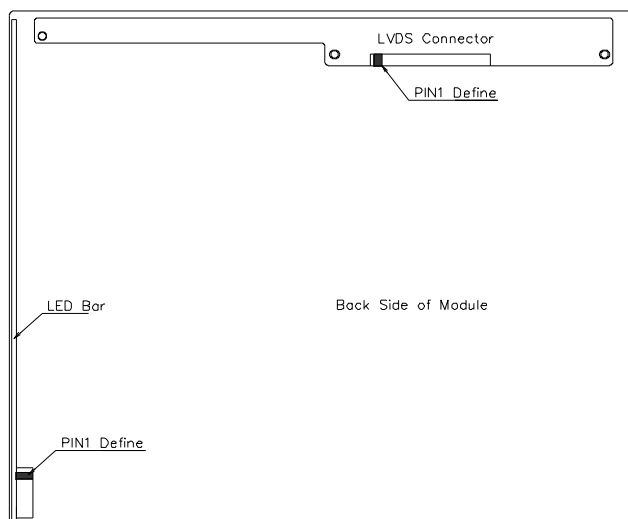 LVDS Connector
PIN1 Define
LED Bar
Back Side of Module
PIN1 Define